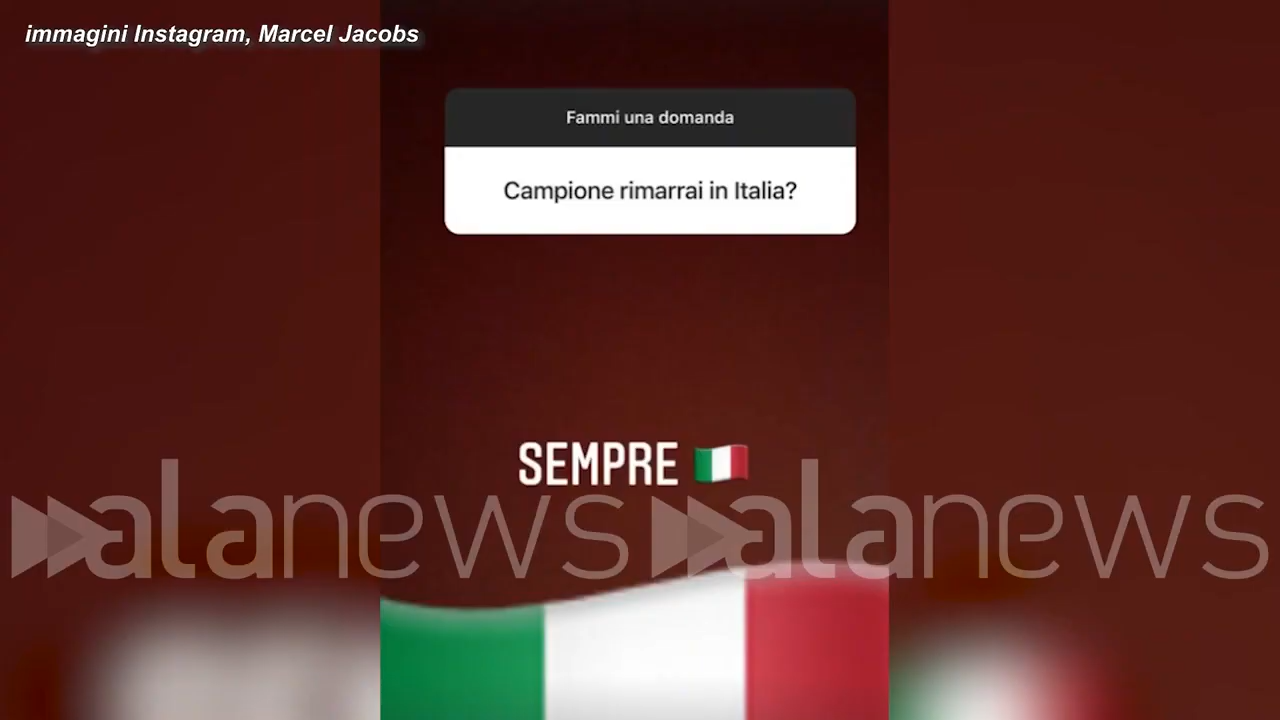 immagini Instagram, Marcel Jacobs
Fammi una domanda
Campione rimarrai in Italia?
SEMPRE 🇮🇹
alanews alanews